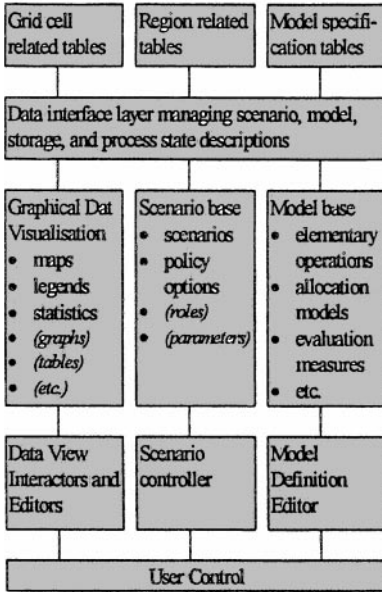 Grid cell
related tables
Region related
tables
Model specifi-
cation tables
Data interface layer managing scenario, model,
storage, and process state descriptions
Graphical Dat
Visualisation
• maps
• legends
• statistics
• (graphs)
• (tables)
• (etc.)
Scenario base
• scenarios
• policy
options
• (roles)
• (parameters)
Model base
• elementary
operations
• allocation
models
• evaluation
measures
• etc.
Data View
Interactors and
Editors
Scenario
controller
Model
Definition
Editor
User Control